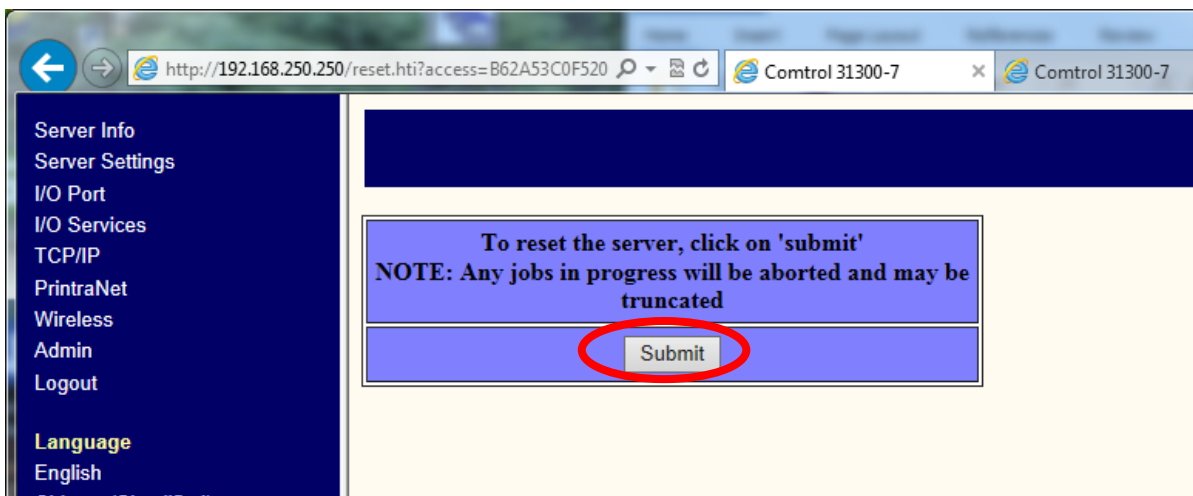 http://192.168.250.250/reset.hti?access=B62A53C0F520
Comtrol 31300-7
Comtrol 31300-7
Server Info
Server Settings
I/O Port
I/O Services
TCP/IP
PrintraNet
Wireless
Admin
Logout
Language
English
To reset the server, click on 'submit'
NOTE: Any jobs in progress will be aborted and may be
truncated
Submit